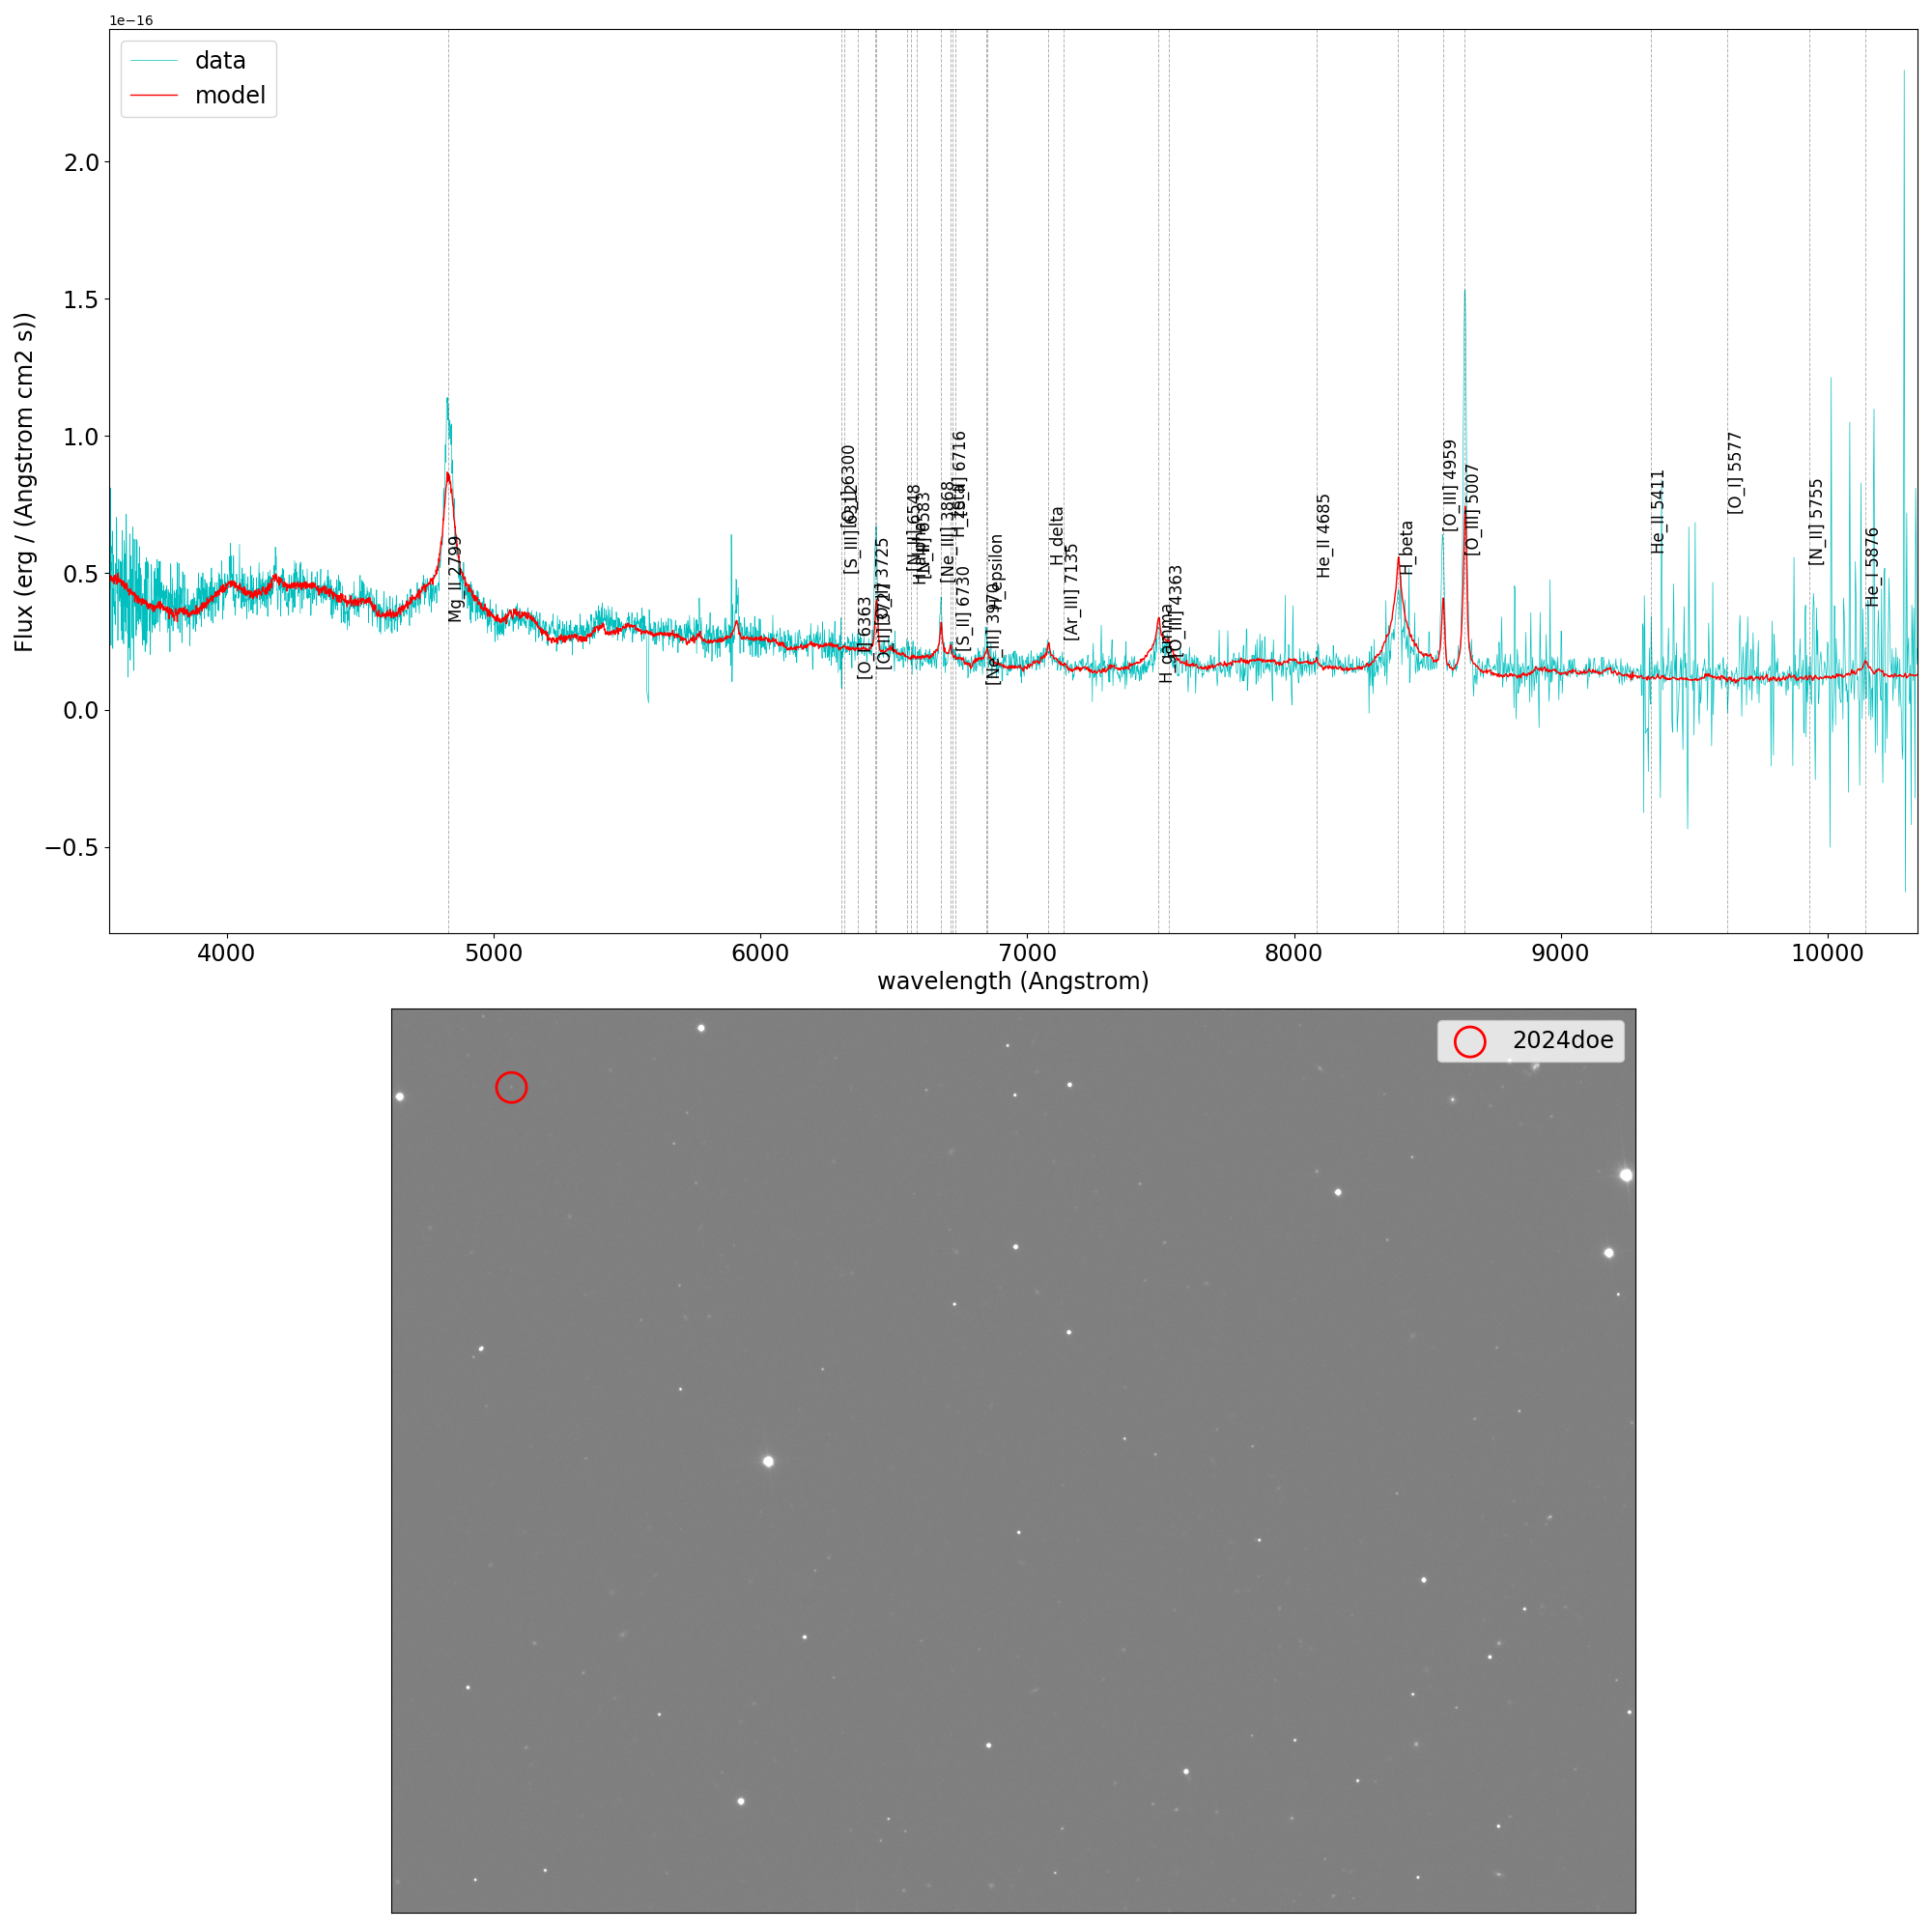 1e−16
data
model
Flux (erg / (Angstrom cm2 s))
2.0
1.5
1.0
0.5
0.0
−0.5
Mg_II 2799
[O_I] 6300
[S_III] 6312
[O_I] 6363
[O_II] 3725
[O_II] 3727
[N_II] 6548
H_alpha
[N_II] 6583
[Ne_III] 3868
H_zeta
[S_II] 6716
[S_II] 6730
[Ne_III] 3970
H_epsilon
H_delta
[Ar_III] 7135
H_gamma
[O_III] 4363
He_II 4685
H_beta
[O_III] 4959
[O_III] 5007
He_II 5411
[O_I] 5577
[N_II] 5755
He_I 5876
4000
5000
6000
7000
8000
9000
10000
wavelength (Angstrom)
2024doe